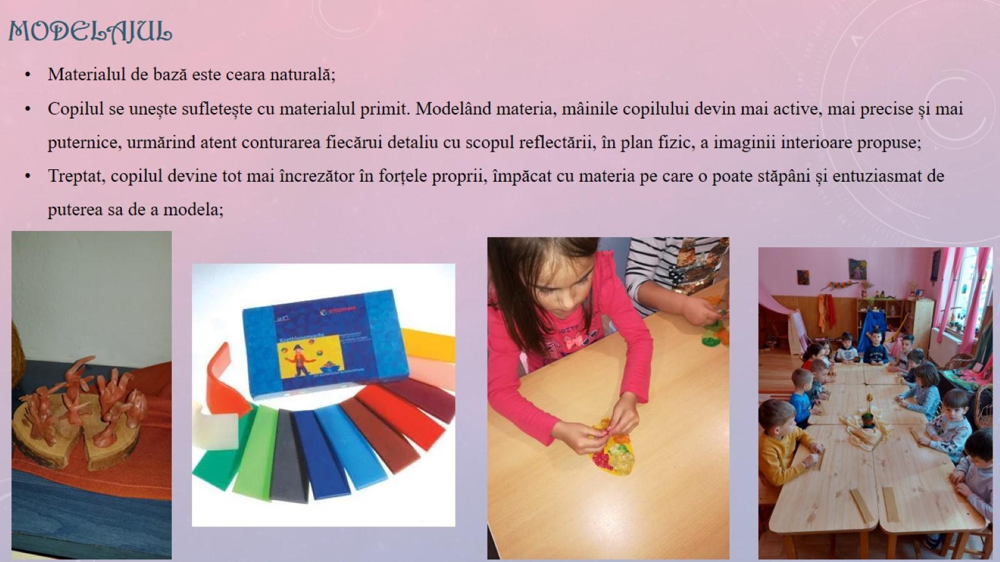 MODELAJUL
• Materialul de bază este ceara naturală;
• Copilul se unește sufletește cu materialul primit. Modelând materia, mâinile copilului devin mai active, mai precise și mai
puternice, urmărind atent conturarea fiecărui detaliu cu scopul reflectării, în plan fizic, a imaginii interioare propuse;
• Treptat, copilul devine tot mai încrezător în forțele proprii, împăcat cu materia pe care o poate stăpâni și entuziasmat de
puterea sa de a modela;
STOCKMAR
Knetbienenwachs